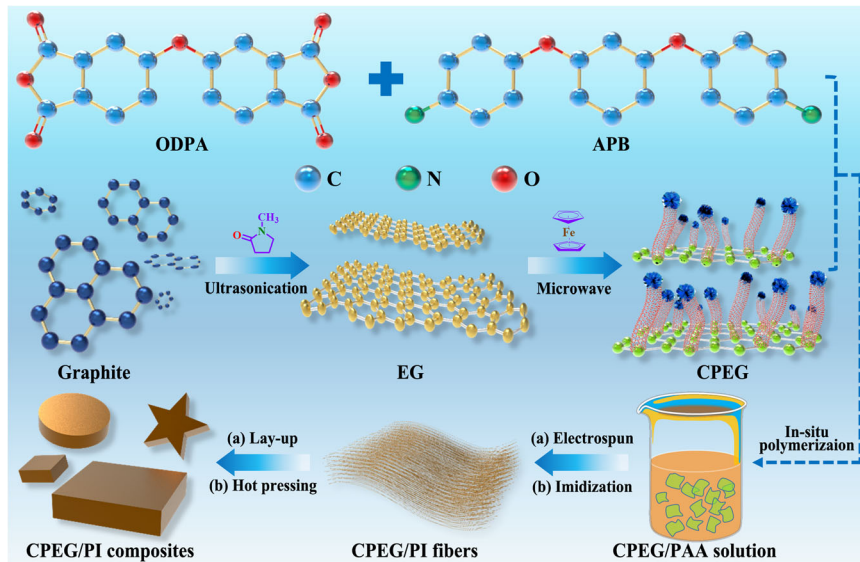 ODPA
APB
C
N
O
CH3
N
O
Fe
Ultrasonication
Microwave
Graphite
EG
CPEG
(a) Lay-up
(b) Hot pressing
(a) Electrospun
(b) Imidization
In-situ
polymerizaion
CPEG/PI composites
CPEG/PI fibers
CPEG/PAA solution